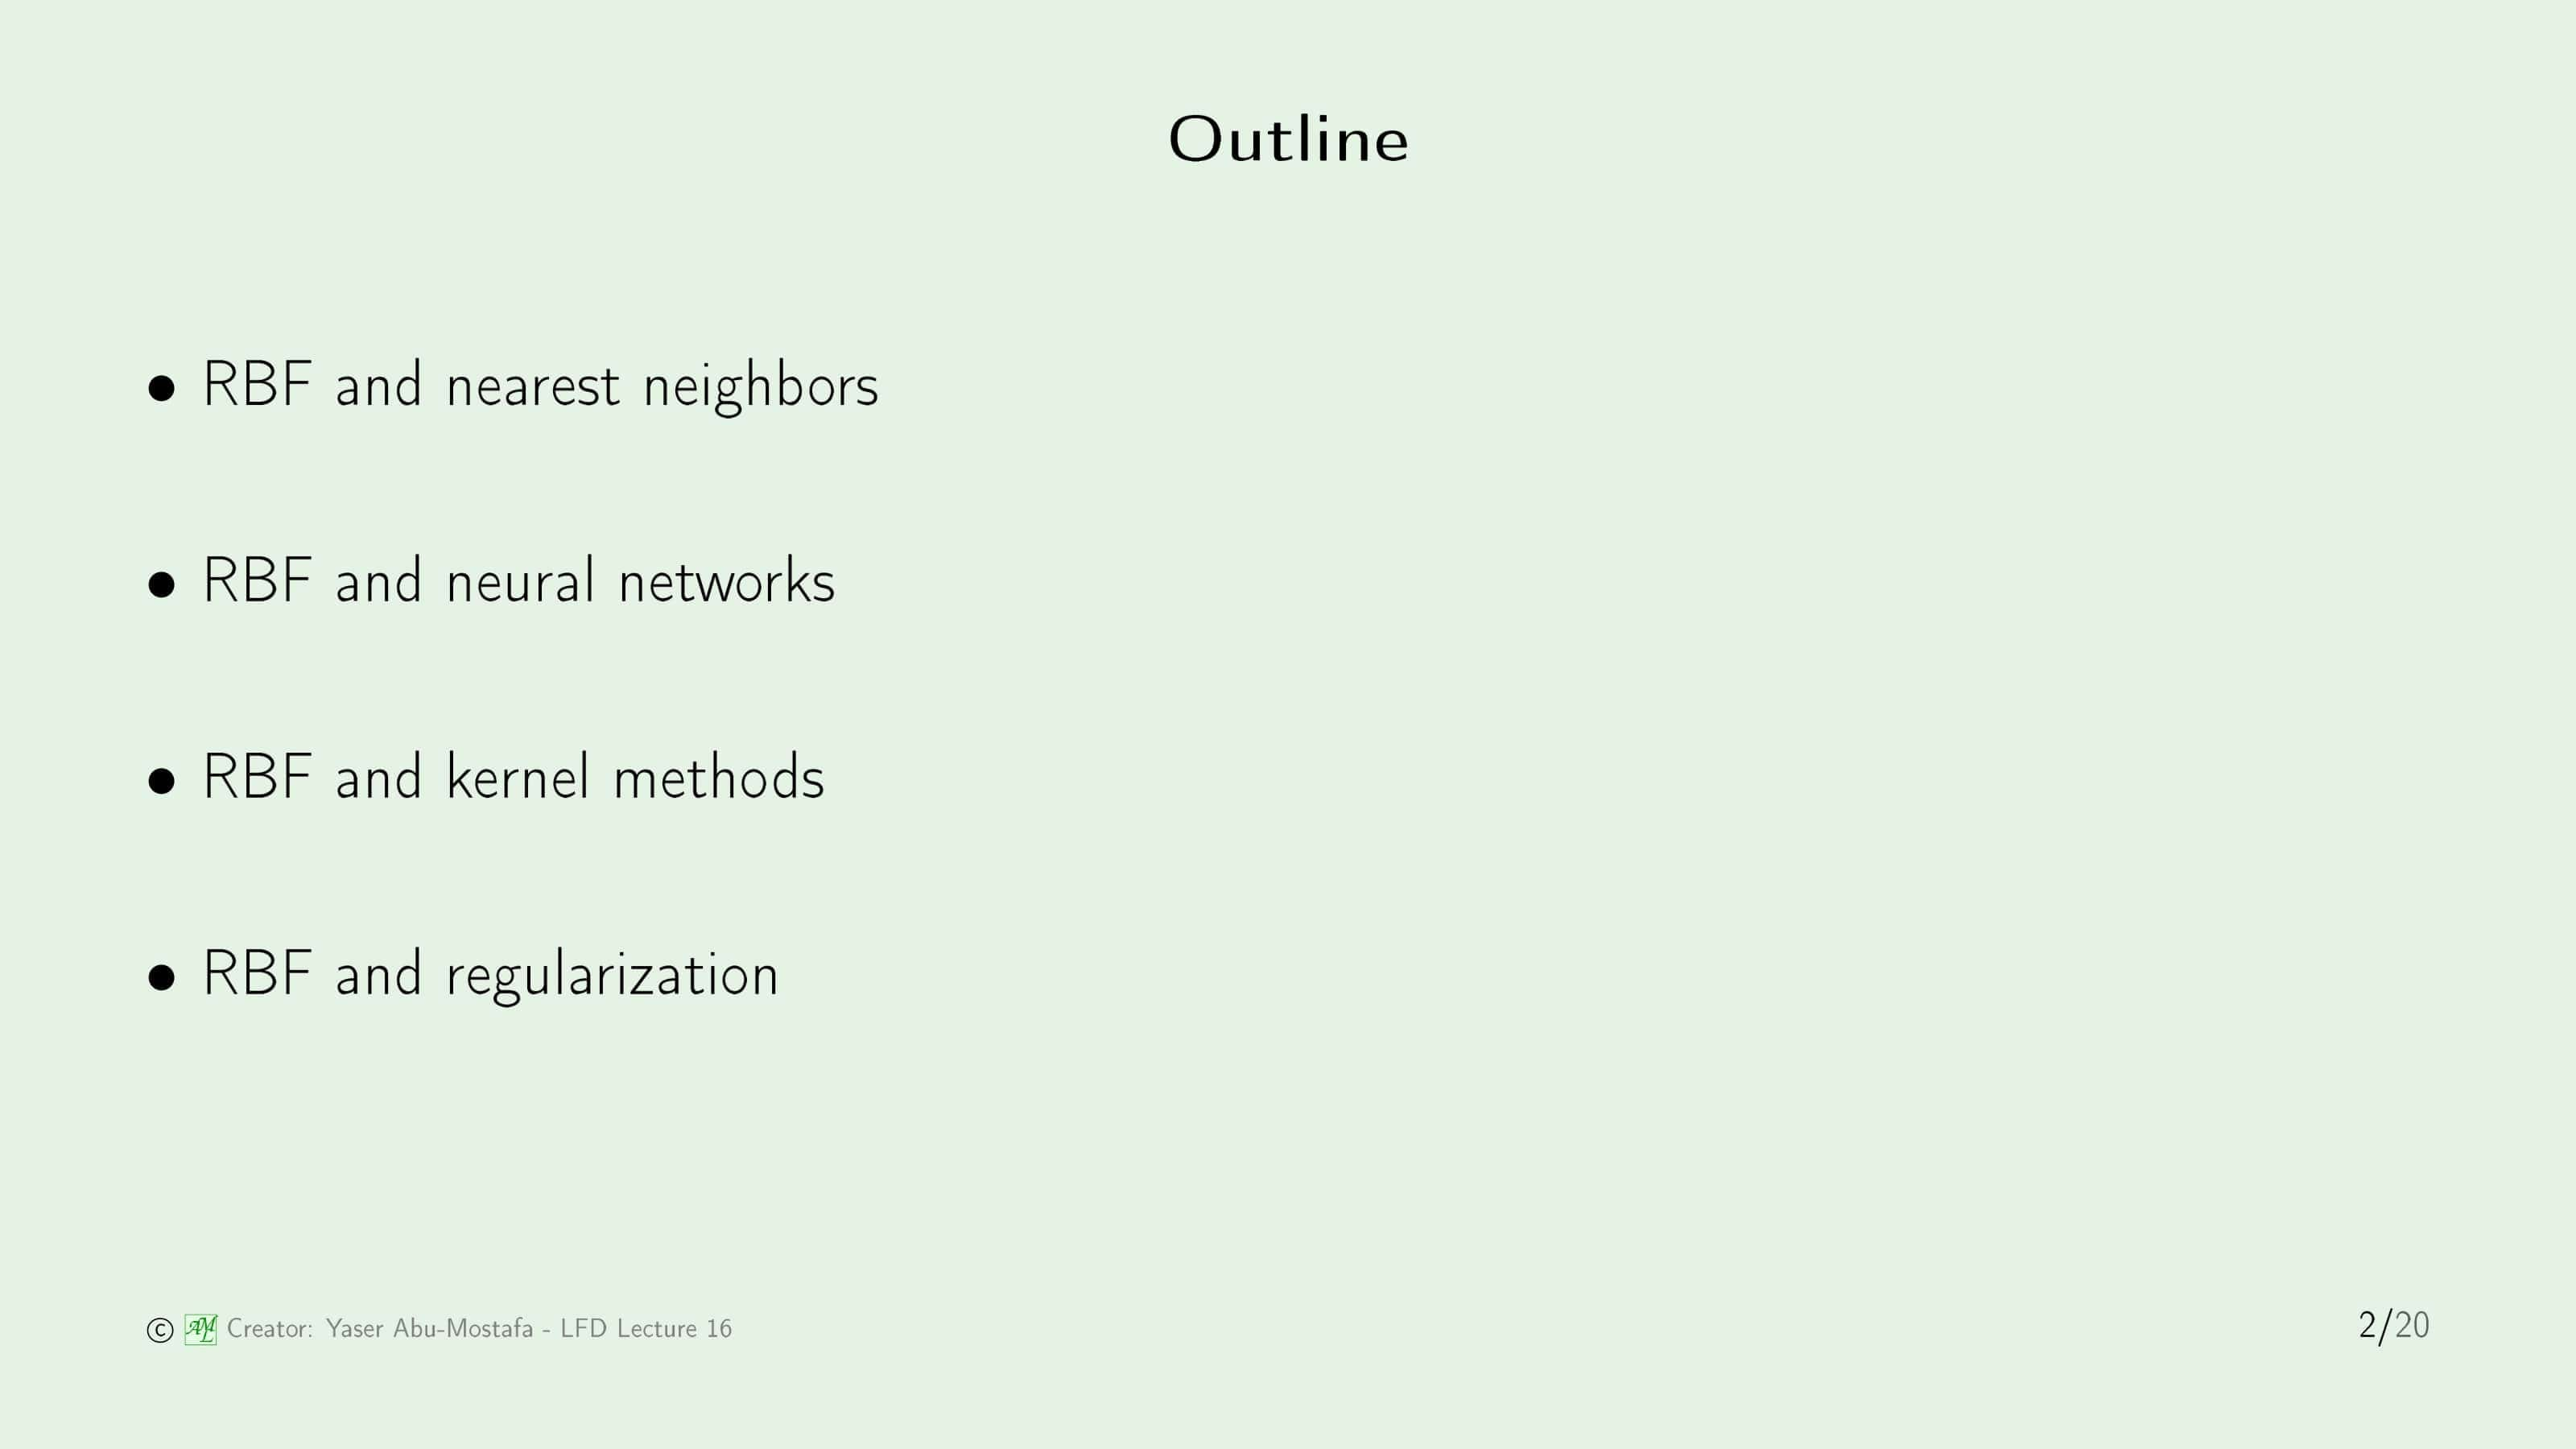 Outline
• RBF and nearest neighbors
• RBF and neural networks
• RBF and kernel methods
• RBF and regularization
© AML Creator: Yaser Abu-Mostafa - LFD Lecture 16
2/20